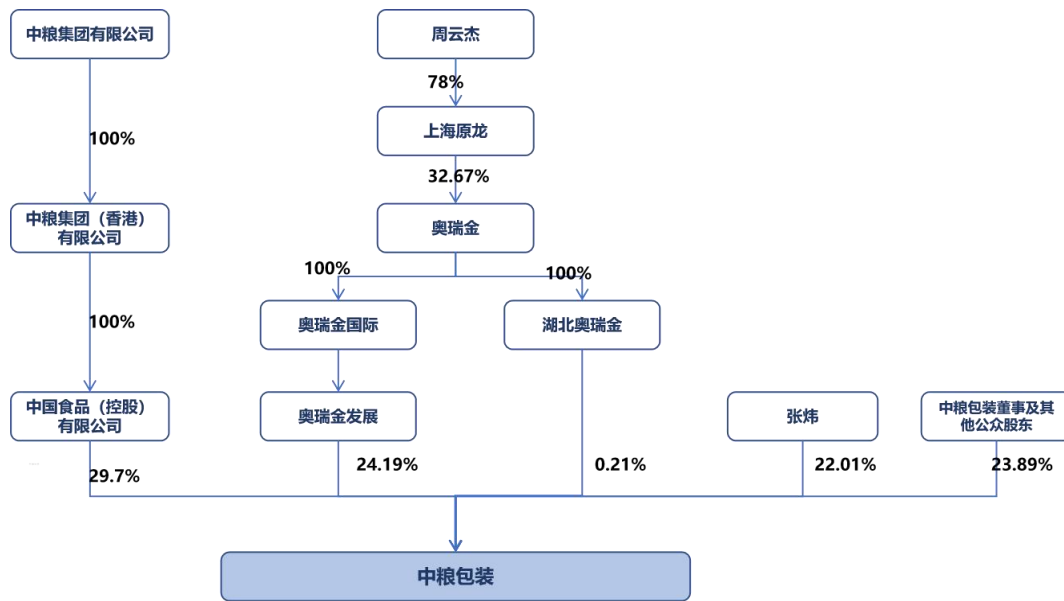 中粮集团有限公司
周云杰
78%
上海原龙
100%
32.67%
中粮集团（香港）
有限公司
奥瑞金
100%
100%
奥瑞金国际
湖北奥瑞金
100%
中国食品（控股）
有限公司
奥瑞金发展
张炜
中粮包装董事及其
他公众股东
29.7%
24.19%
0.21%
22.01%
23.89%
中粮包装